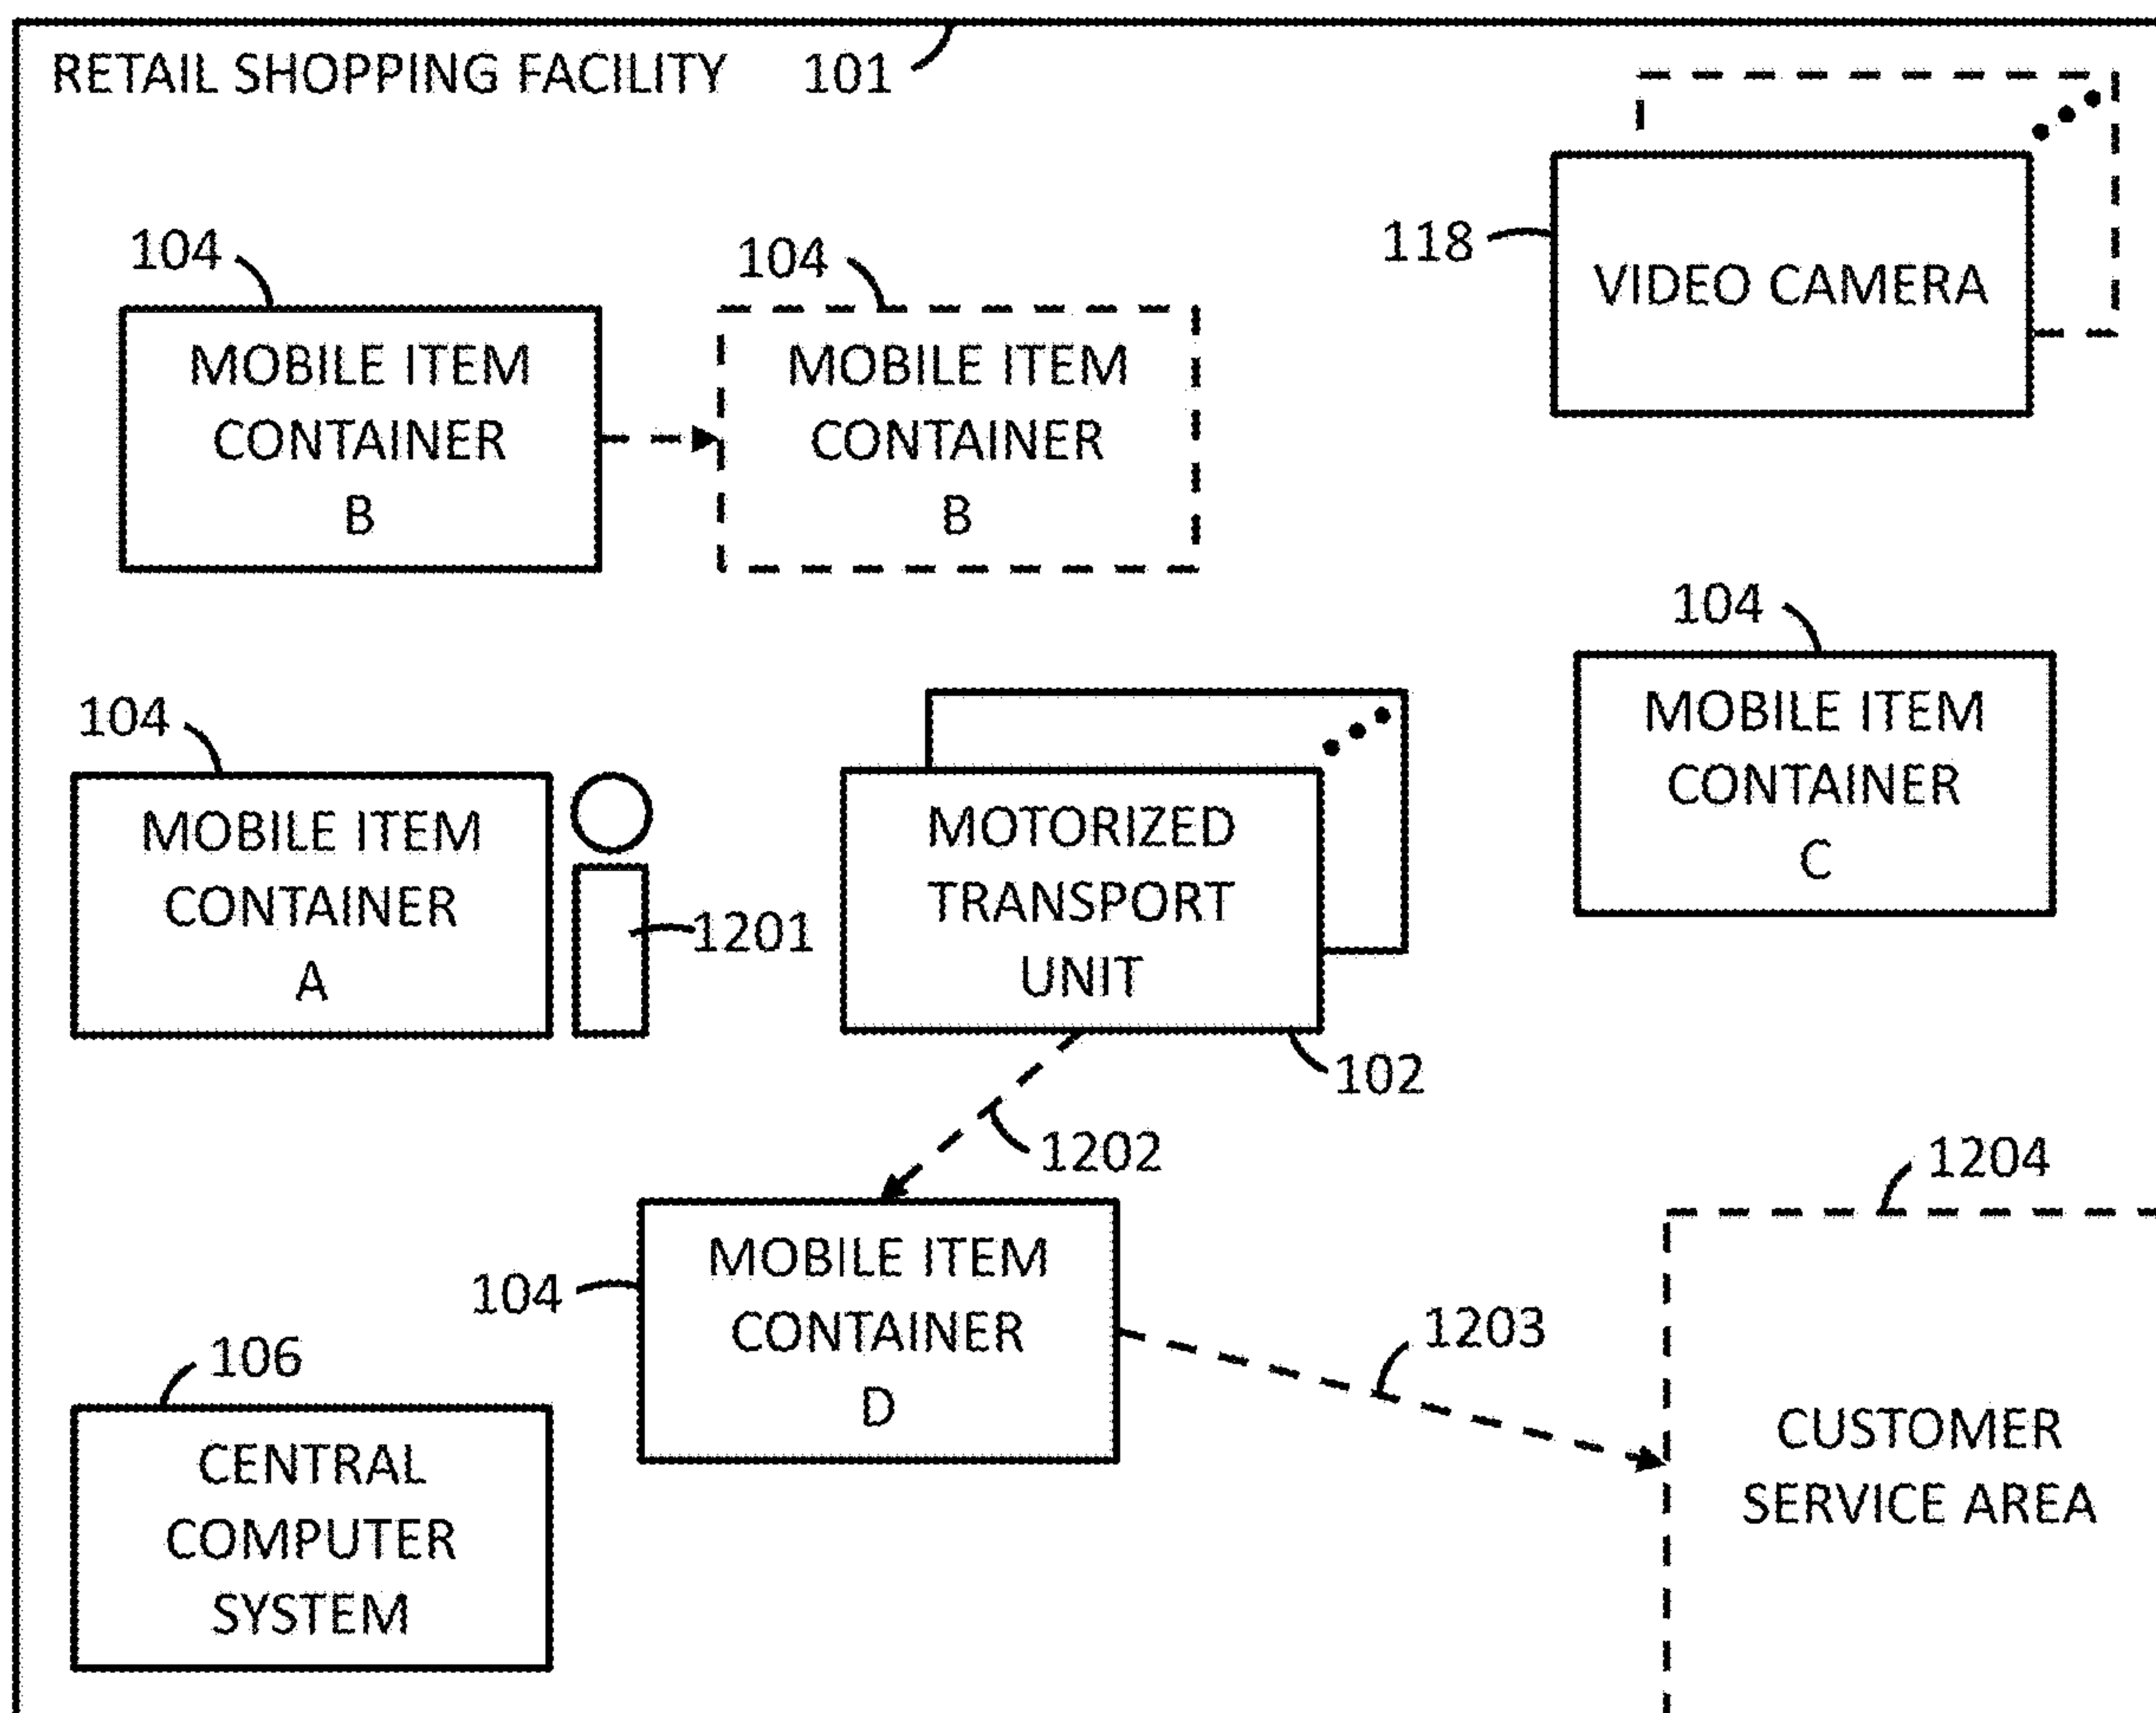 RETAIL SHOPPING FACILITY 101
104
104
118
VIDEO CAMERA
MOBILE ITEM
CONTAINER
B
MOBILE ITEM
CONTAINER
B
104
MOBILE ITEM
CONTAINER
C
104
MOBILE ITEM
CONTAINER
A
1201
MOTORIZED
TRANSPORT
UNIT
102
1202
1204
104
MOBILE ITEM
CONTAINER
D
1203
106
CENTRAL
COMPUTER
SYSTEM
CUSTOMER
SERVICE AREA